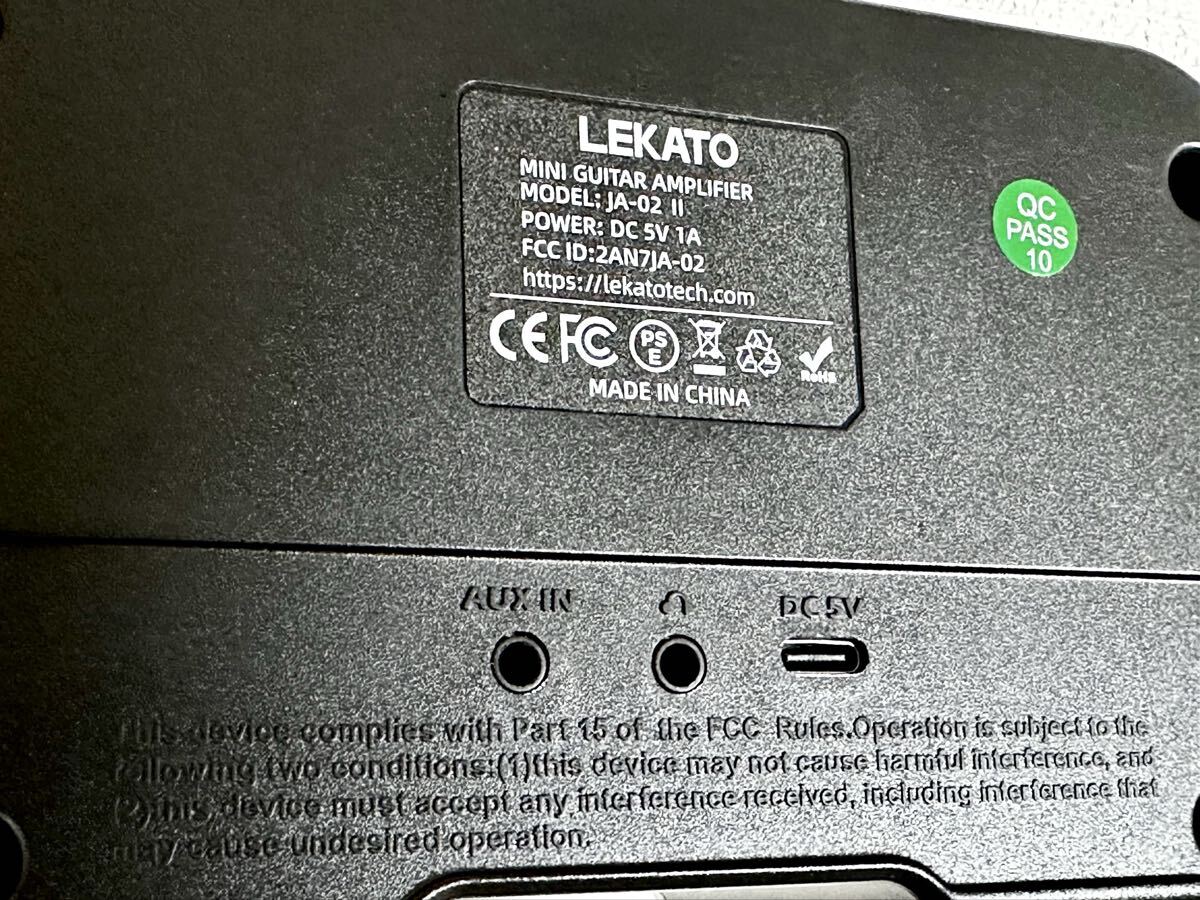 LEKATO
MINI GUITAR AMPLIFIER
MODEL: JA-02 II
POWER: DC 5V 1A
FCC ID:2AN7JA-02
https://lekatotech.com
CE FC PS E RoHS
MADE IN CHINA
QC
PASS
10
AUX IN
DC 5V
This device complies with Part 15 of the FCC Rules.Operation is subject to the
following two conditions:(1)this device may not cause harmful interference, and
(2)this device must accept any interference received, including interference that
may cause undesired operation.